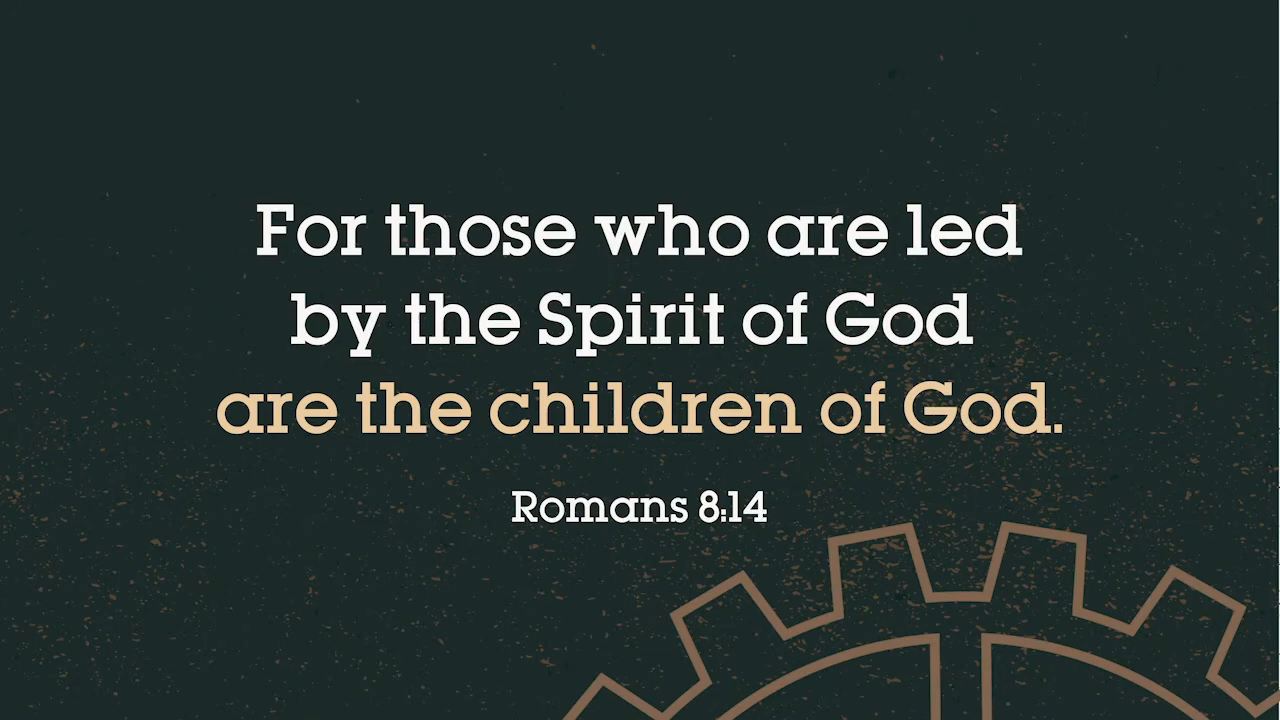 For those who are led
by the Spirit of God
are the children of God.
Romans 8:14